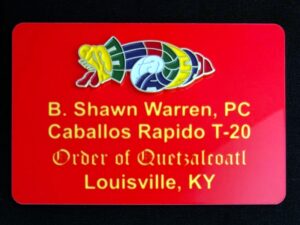 B. Shawn Warren, PC
Caballos Rapido T-20
Order of Quetzalcoatl
Louisville, KY